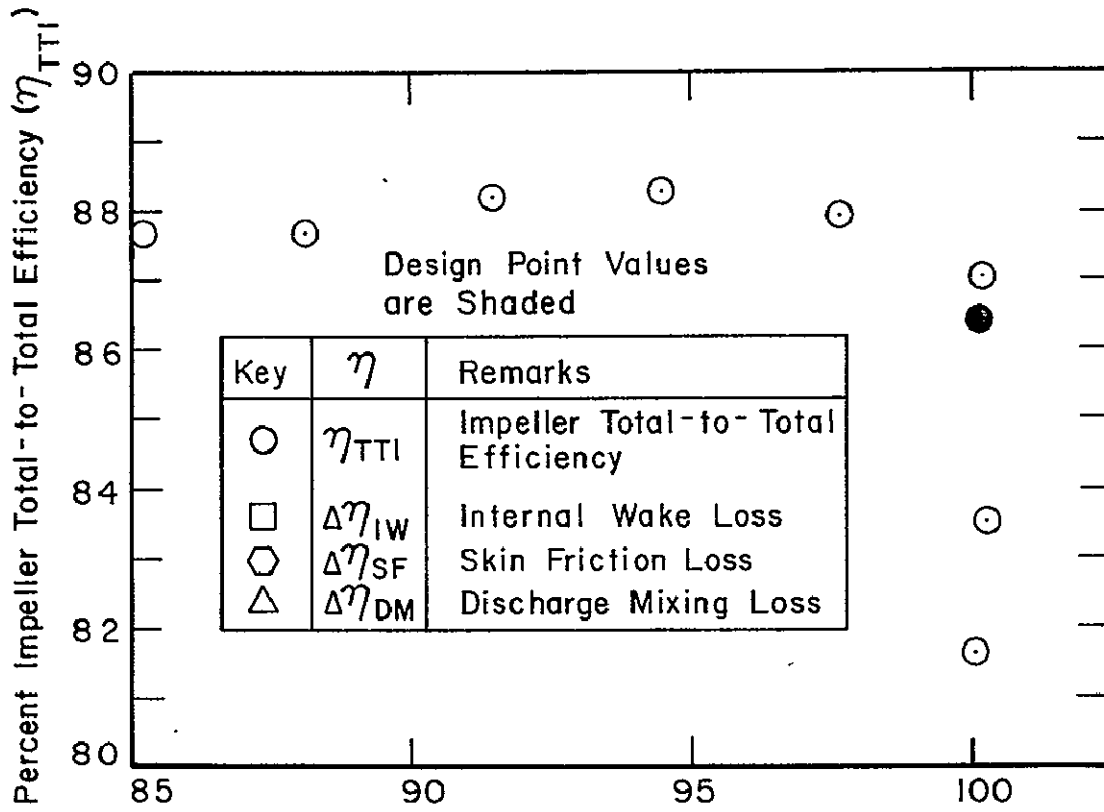 Percent Impeller Total-to-Total Efficiency (η_TTI)
90
88
86
84
82
80
85
90
95
100
Design Point Values
are Shaded
Key η Remarks
η_TTI Impeller Total-to-Total
Efficiency
Δη_IW Internal Wake Loss
Δη_SF Skin Friction Loss
Δη_DM Discharge Mixing Loss